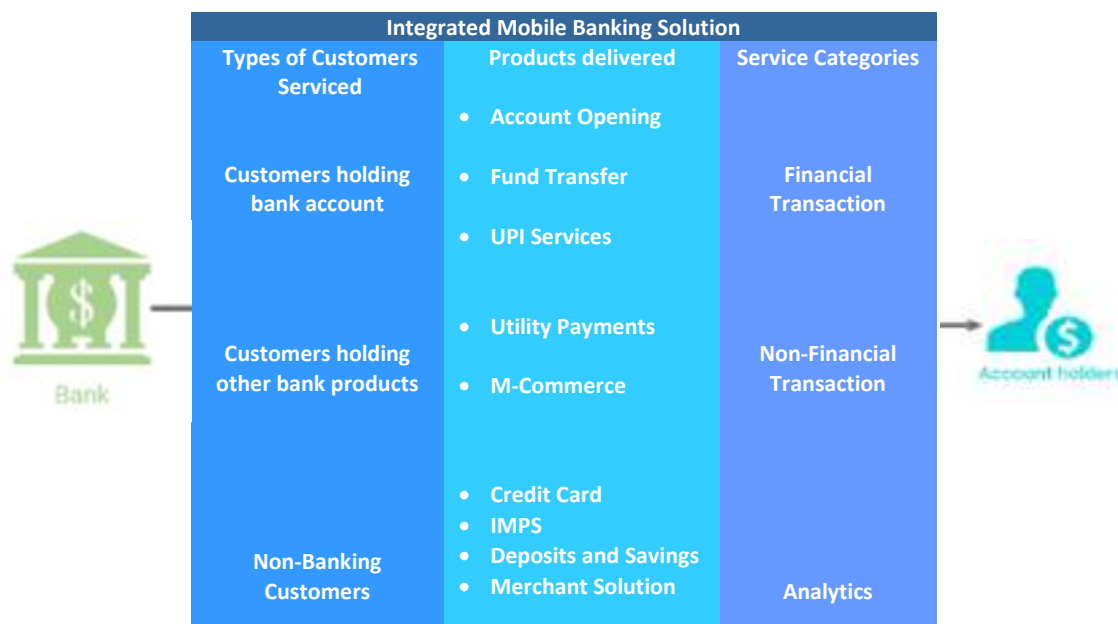 Integrated Mobile Banking Solution
Types of Customers
Serviced
Products delivered
Service Categories
• Account Opening
Customers holding
bank account
• Fund Transfer
Financial
Transaction
• UPI Services
Bank
Customers holding
other bank products
• Utility Payments
• M-Commerce
Non-Financial
Transaction
Account holders
Non-Banking
Customers
• Credit Card
• IMPS
• Deposits and Savings
• Merchant Solution
Analytics